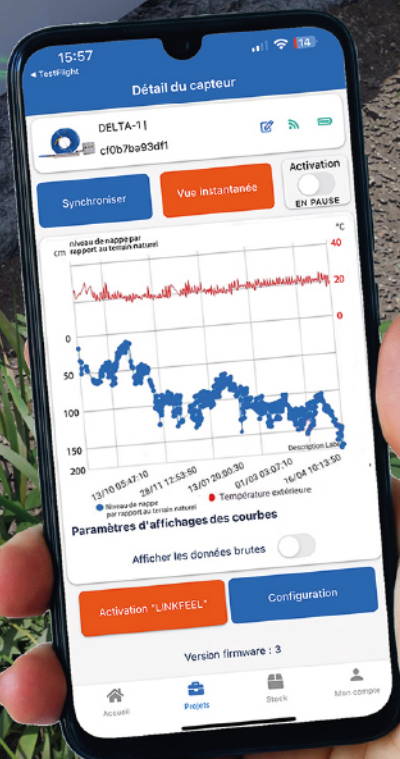 15:57
14
◀ TestFlight
Détail du capteur
DELTA-1 |
cf0b7ba93df1
Synchroniser
Vue instantanée
Activation
EN PAUSE
cm
niveau de nappe par
rapport au terrain naturel
°C
40
20
0
0
50
100
150
200
Description Lab
13/10 05:47:10
28/11 12:53:60
13/01 20:00:30
01/03 03:07:10
16/04 10:13:50
Niveau de nappe
par rapport au terrain naturel
Température extérieure
Paramètres d'affichages des courbes
Afficher les données brutes
Activation "LINKFEEL"
Configuration
Version firmware : 3
Accueil
Projets
Stock
Mon compte